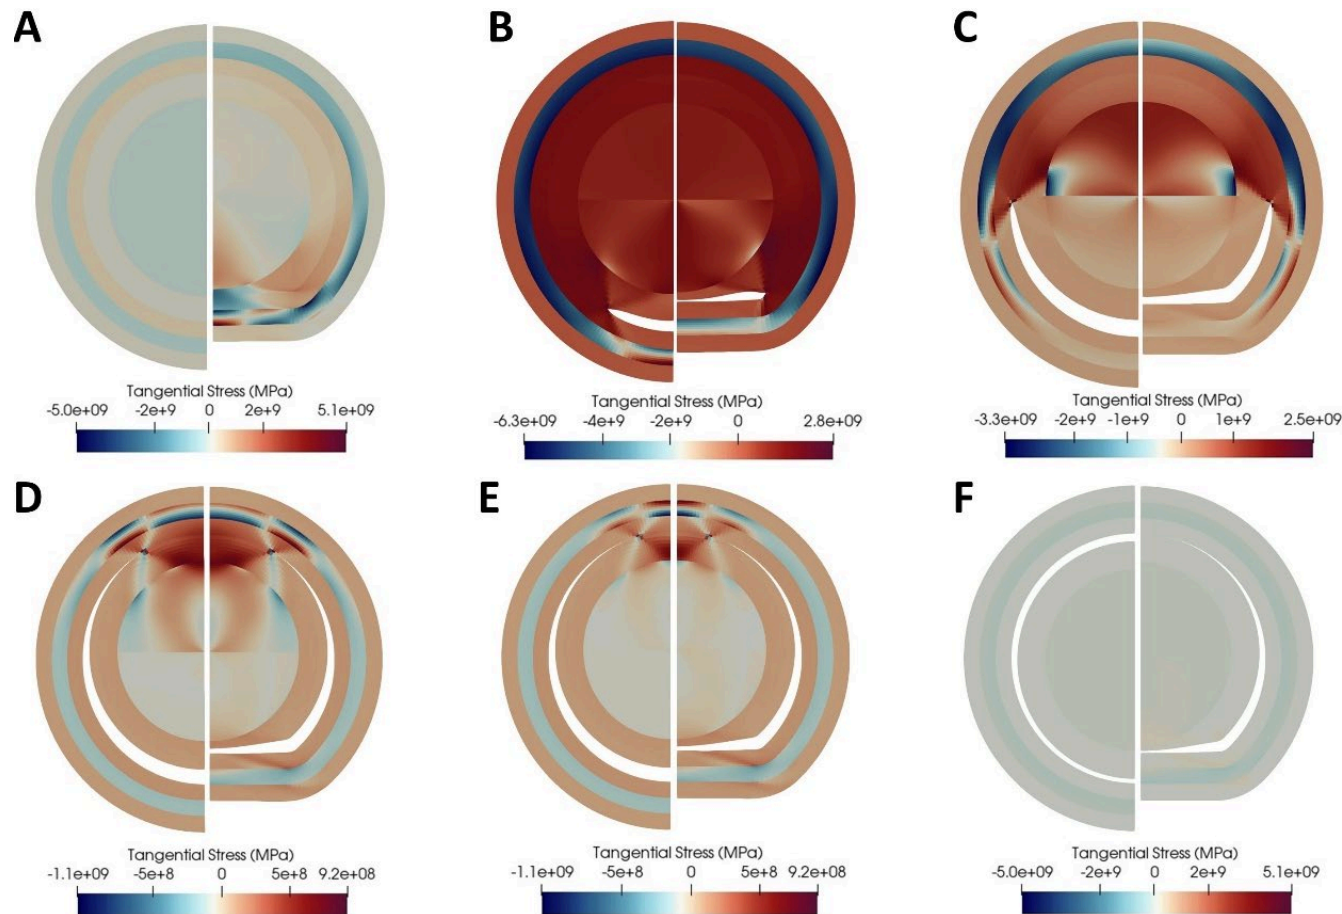 A
B
C
Tangential Stress (MPa)
-5.0e+09 -2e+9 0 2e+9 5.1e+09
Tangential Stress (MPa)
-6.3e+09 -4e+9 -2e+9 0 2.8e+09
Tangential Stress (MPa)
-3.3e+09 -2e+9 -1e+9 0 1e+9 2.5e+09
D
E
F
Tangential Stress (MPa)
-1.1e+09 -5e+8 0 5e+8 9.2e+08
Tangential Stress (MPa)
-1.1e+09 -5e+8 0 5e+8 9.2e+08
Tangential Stress (MPa)
-5.0e+09 -2e+9 0 2e+9 5.1e+09